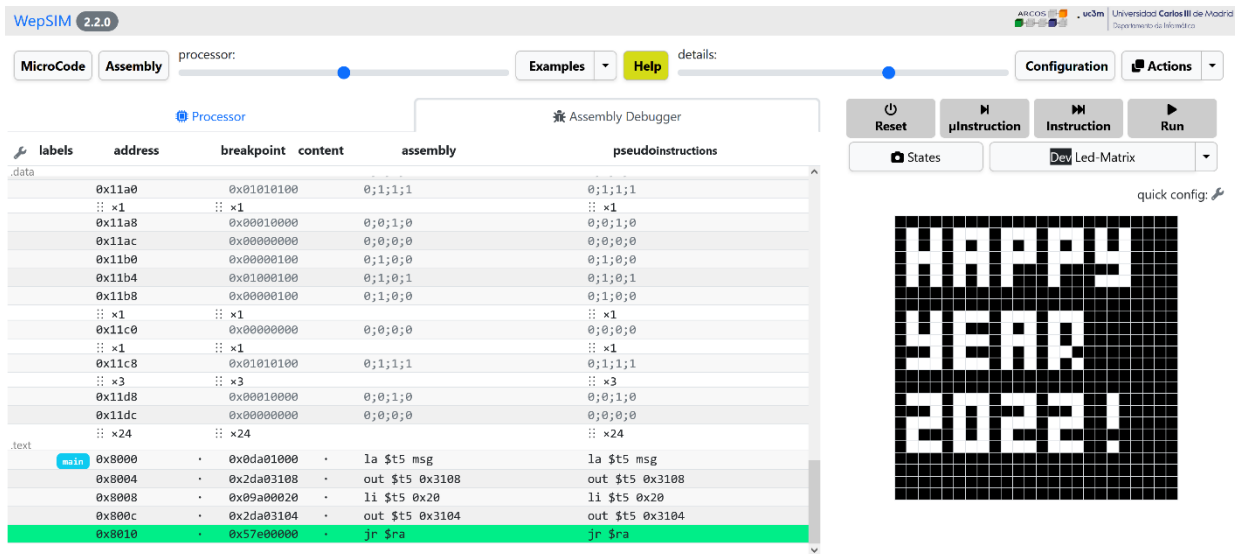 WepSIM 2.2.0
ARCOS uc3m Universidad Carlos III de Madrid
Departamento de Informática
MicroCode Assembly processor: Examples Help details: Configuration Actions
Processor Assembly Debugger
Reset µInstruction Instruction Run
States Dev Led-Matrix
quick config:
labels address breakpoint content assembly pseudoinstructions
.data
0x11a0 0x01010100 0;1;1;1 0;1;1;1
×1 ×1 ×1
0x11a8 0x00010000 0;0;1;0 0;0;1;0
0x11ac 0x00000000 0;0;0;0 0;0;0;0
0x11b0 0x00000100 0;1;0;0 0;1;0;0
0x11b4 0x01000100 0;1;0;1 0;1;0;1
0x11b8 0x00000100 0;1;0;0 0;1;0;0
×1 ×1 ×1
0x11c0 0x00000000 0;0;0;0 0;0;0;0
×1 ×1 ×1
0x11c8 0x01010100 0;1;1;1 0;1;1;1
×3 ×3 ×3
0x11d8 0x00010000 0;0;1;0 0;0;1;0
0x11dc 0x00000000 0;0;0;0 0;0;0;0
×24 ×24 ×24
.text
main 0x8000 · 0x0da01000 · la $t5 msg la $t5 msg
0x8004 · 0x2da03108 · out $t5 0x3108 out $t5 0x3108
0x8008 · 0x09a00020 · li $t5 0x20 li $t5 0x20
0x800c · 0x2da03104 · out $t5 0x3104 out $t5 0x3104
0x8010 · 0x57e00000 · jr $ra jr $ra
HAPPY
YEAR
2022!